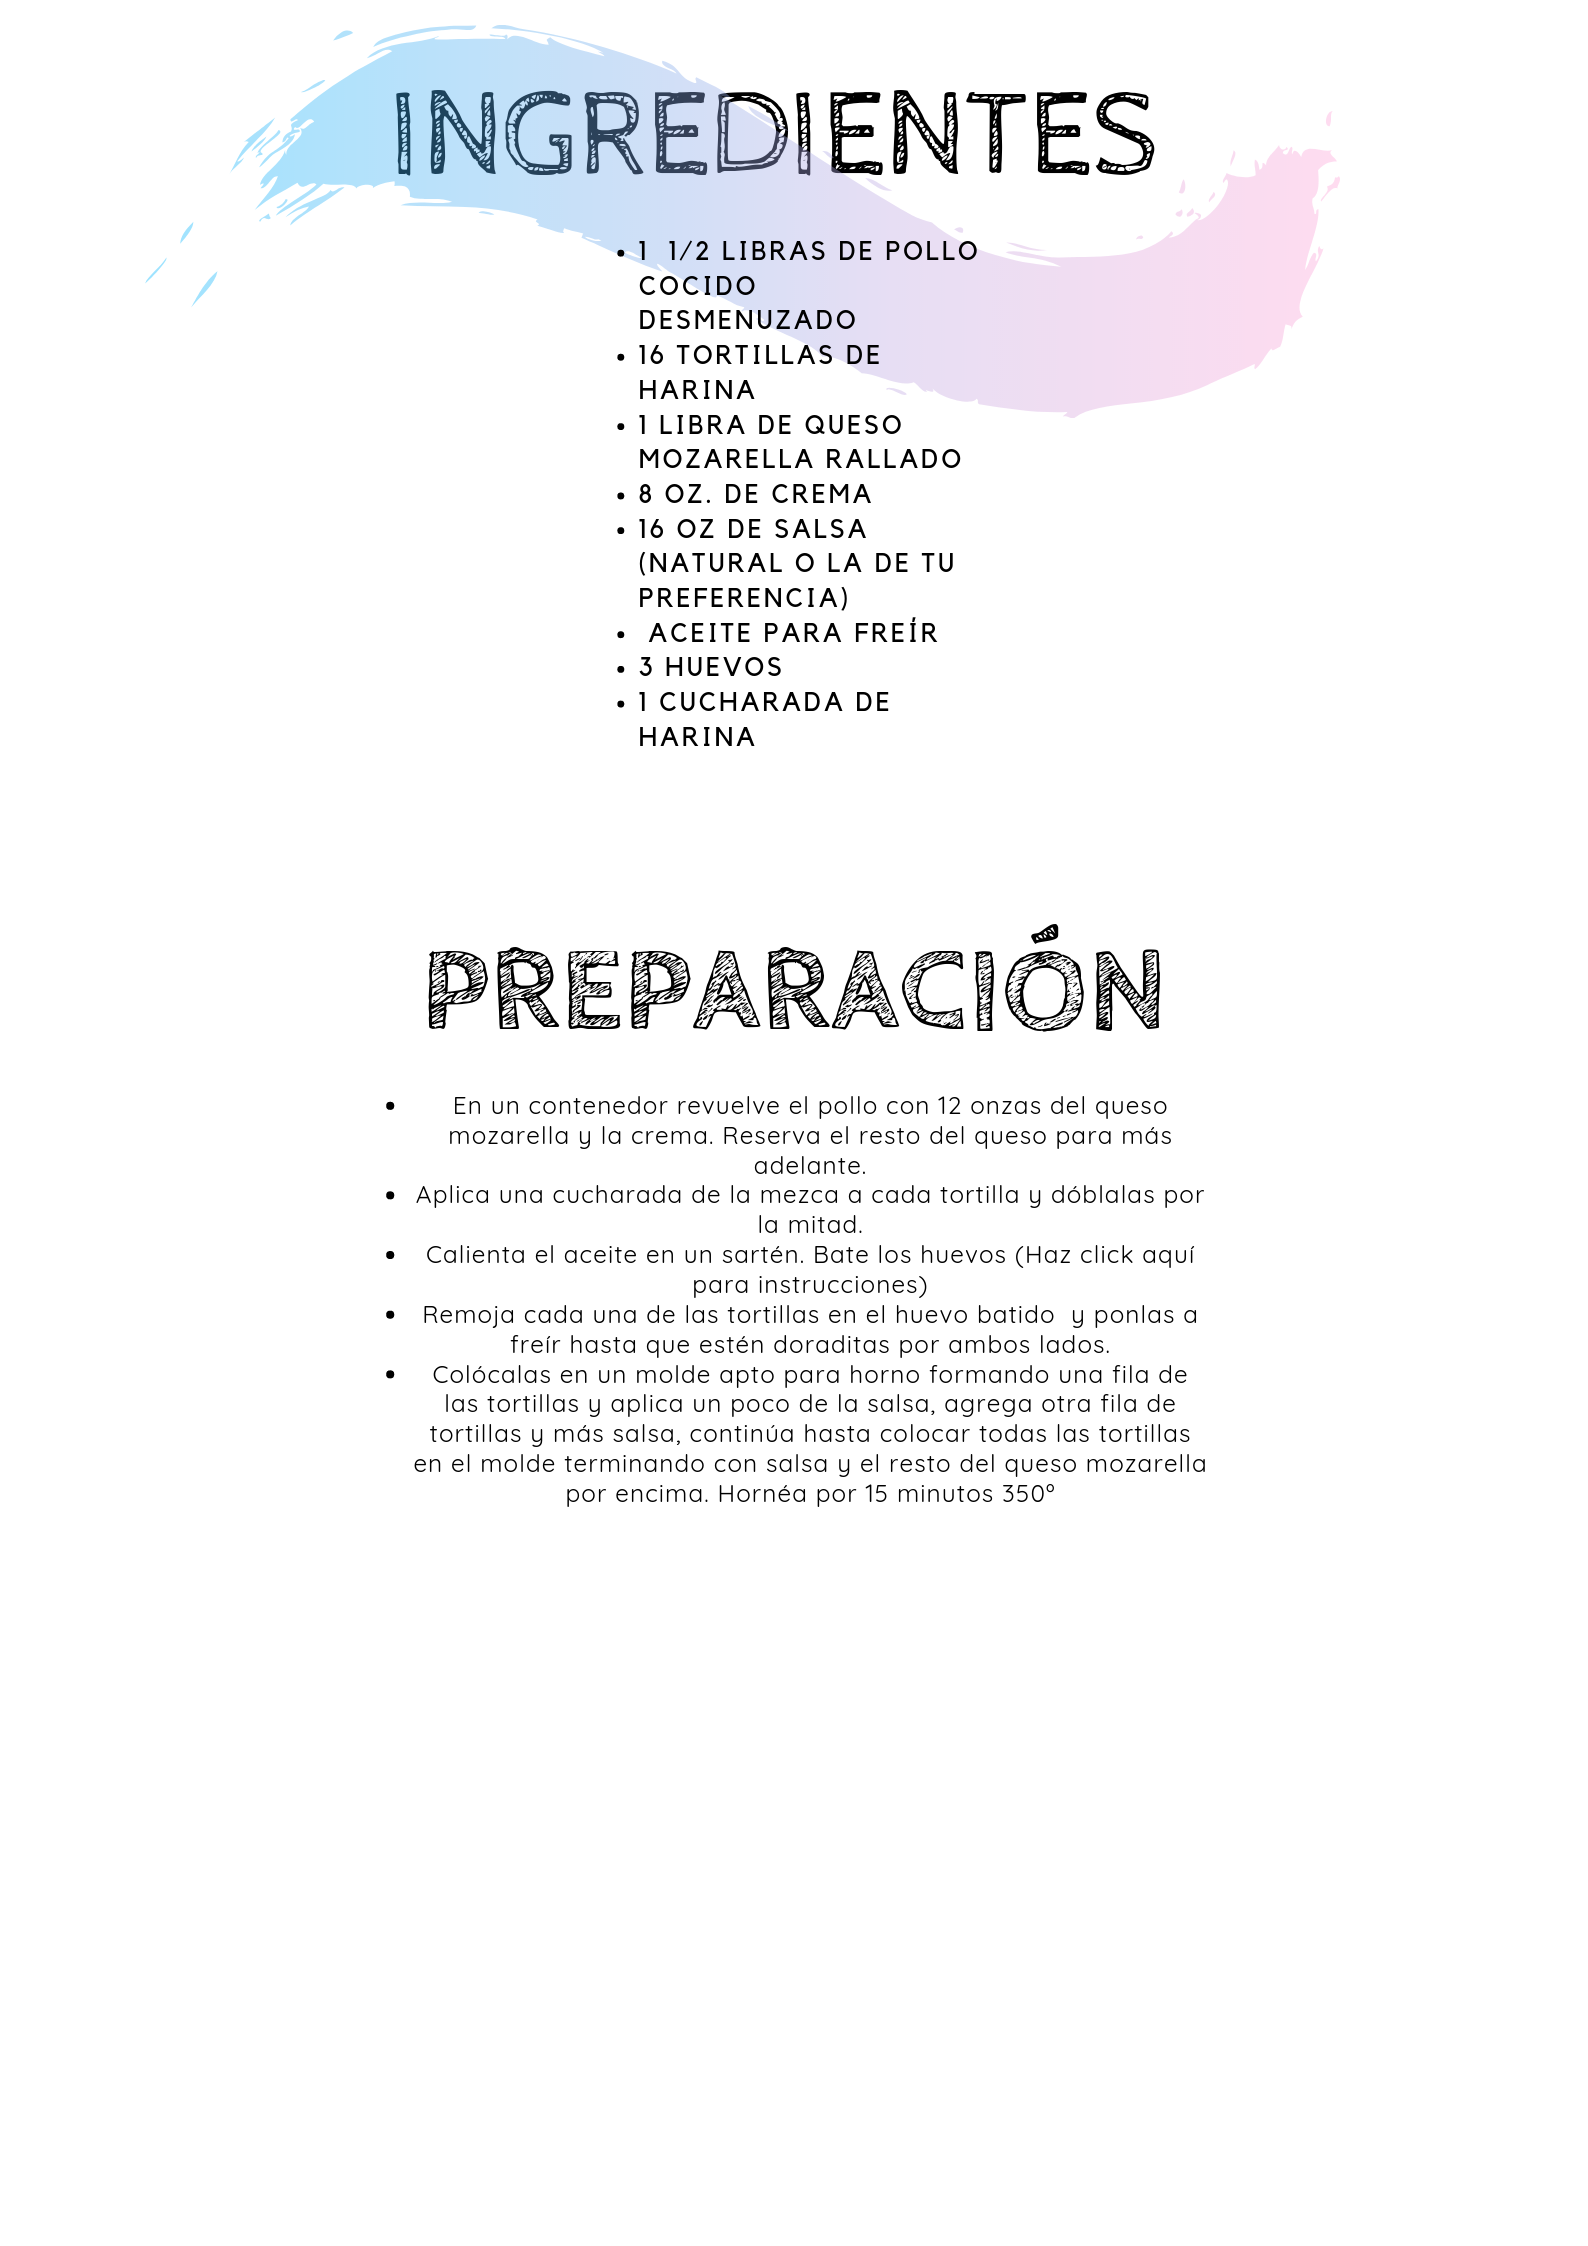 INGREDIENTES
• 1  1/2 LIBRAS DE POLLO
COCIDO
DESMENUZADO
• 16 TORTILLAS DE
HARINA
• 1 LIBRA DE QUESO
MOZARELLA RALLADO
• 8 OZ. DE CREMA
• 16 OZ DE SALSA
(NATURAL O LA DE TU
PREFERENCIA)
• ACEITE PARA FREÍR
• 3 HUEVOS
• 1 CUCHARADA DE
HARINA
PREPARACIÓN
• En un contenedor revuelve el pollo con 12 onzas del queso
mozarella y la crema. Reserva el resto del queso para más
adelante.
• Aplica una cucharada de la mezca a cada tortilla y dóblalas por
la mitad.
• Calienta el aceite en un sartén. Bate los huevos (Haz click aquí
para instrucciones)
• Remoja cada una de las tortillas en el huevo batido  y ponlas a
freír hasta que estén doraditas por ambos lados.
• Colócalas en un molde apto para horno formando una fila de
las tortillas y aplica un poco de la salsa, agrega otra fila de
tortillas y más salsa, continúa hasta colocar todas las tortillas
en el molde terminando con salsa y el resto del queso mozarella
por encima. Hornéa por 15 minutos 350º